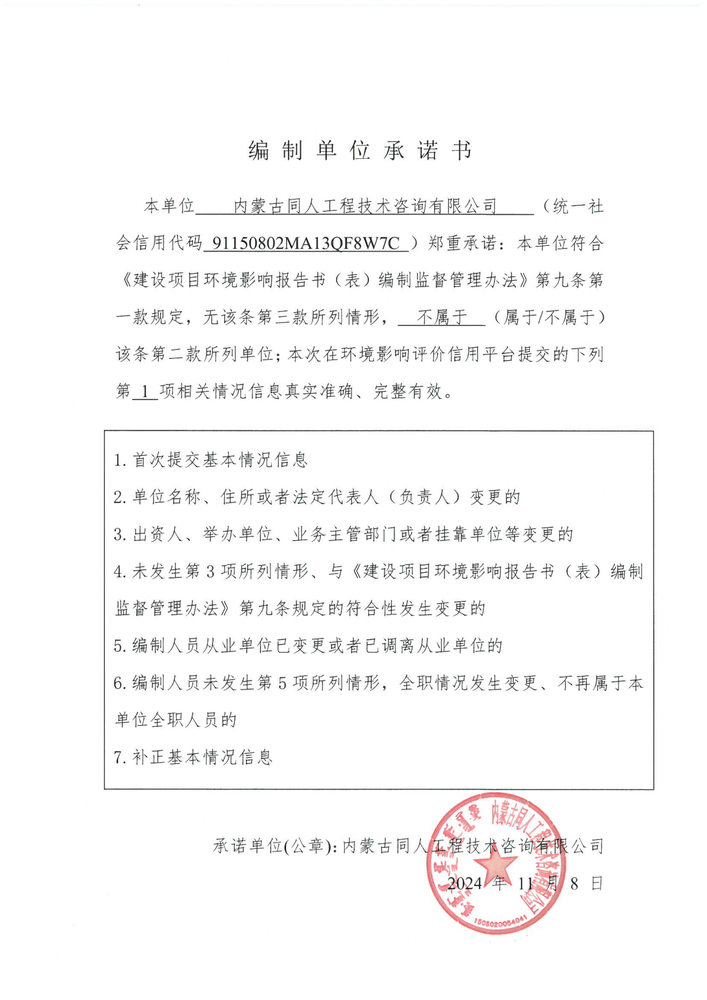 编制单位承诺书
本单位 内蒙古同人工程技术咨询有限公司 （统一社
会信用代码 91150802MA13QF8W7C ）郑重承诺：本单位符合
《建设项目环境影响报告书（表）编制监督管理办法》第九条第
一款规定，无该条第三款所列情形， 不属于 （属于/不属于）
该条第二款所列单位；本次在环境影响评价信用平台提交的下列
第 1 项相关情况信息真实准确、完整有效。
1. 首次提交基本情况信息
2. 单位名称、住所或者法定代表人（负责人）变更的
3. 出资人、举办单位、业务主管部门或者挂靠单位等变更的
4. 未发生第 3 项所列情形、与《建设项目环境影响报告书（表）编制
监督管理办法》第九条规定的符合性发生变更的
5. 编制人员从业单位已变更或者已调离从业单位的
6. 编制人员未发生第 5 项所列情形，全职情况发生变更、不再属于本
单位全职人员的
7. 补正基本情况信息
承诺单位(公章)：内蒙古同人工程技术咨询有限公司
2024 年 11 月 8 日
内蒙古同人工程技术咨询有限公司
1508020054041